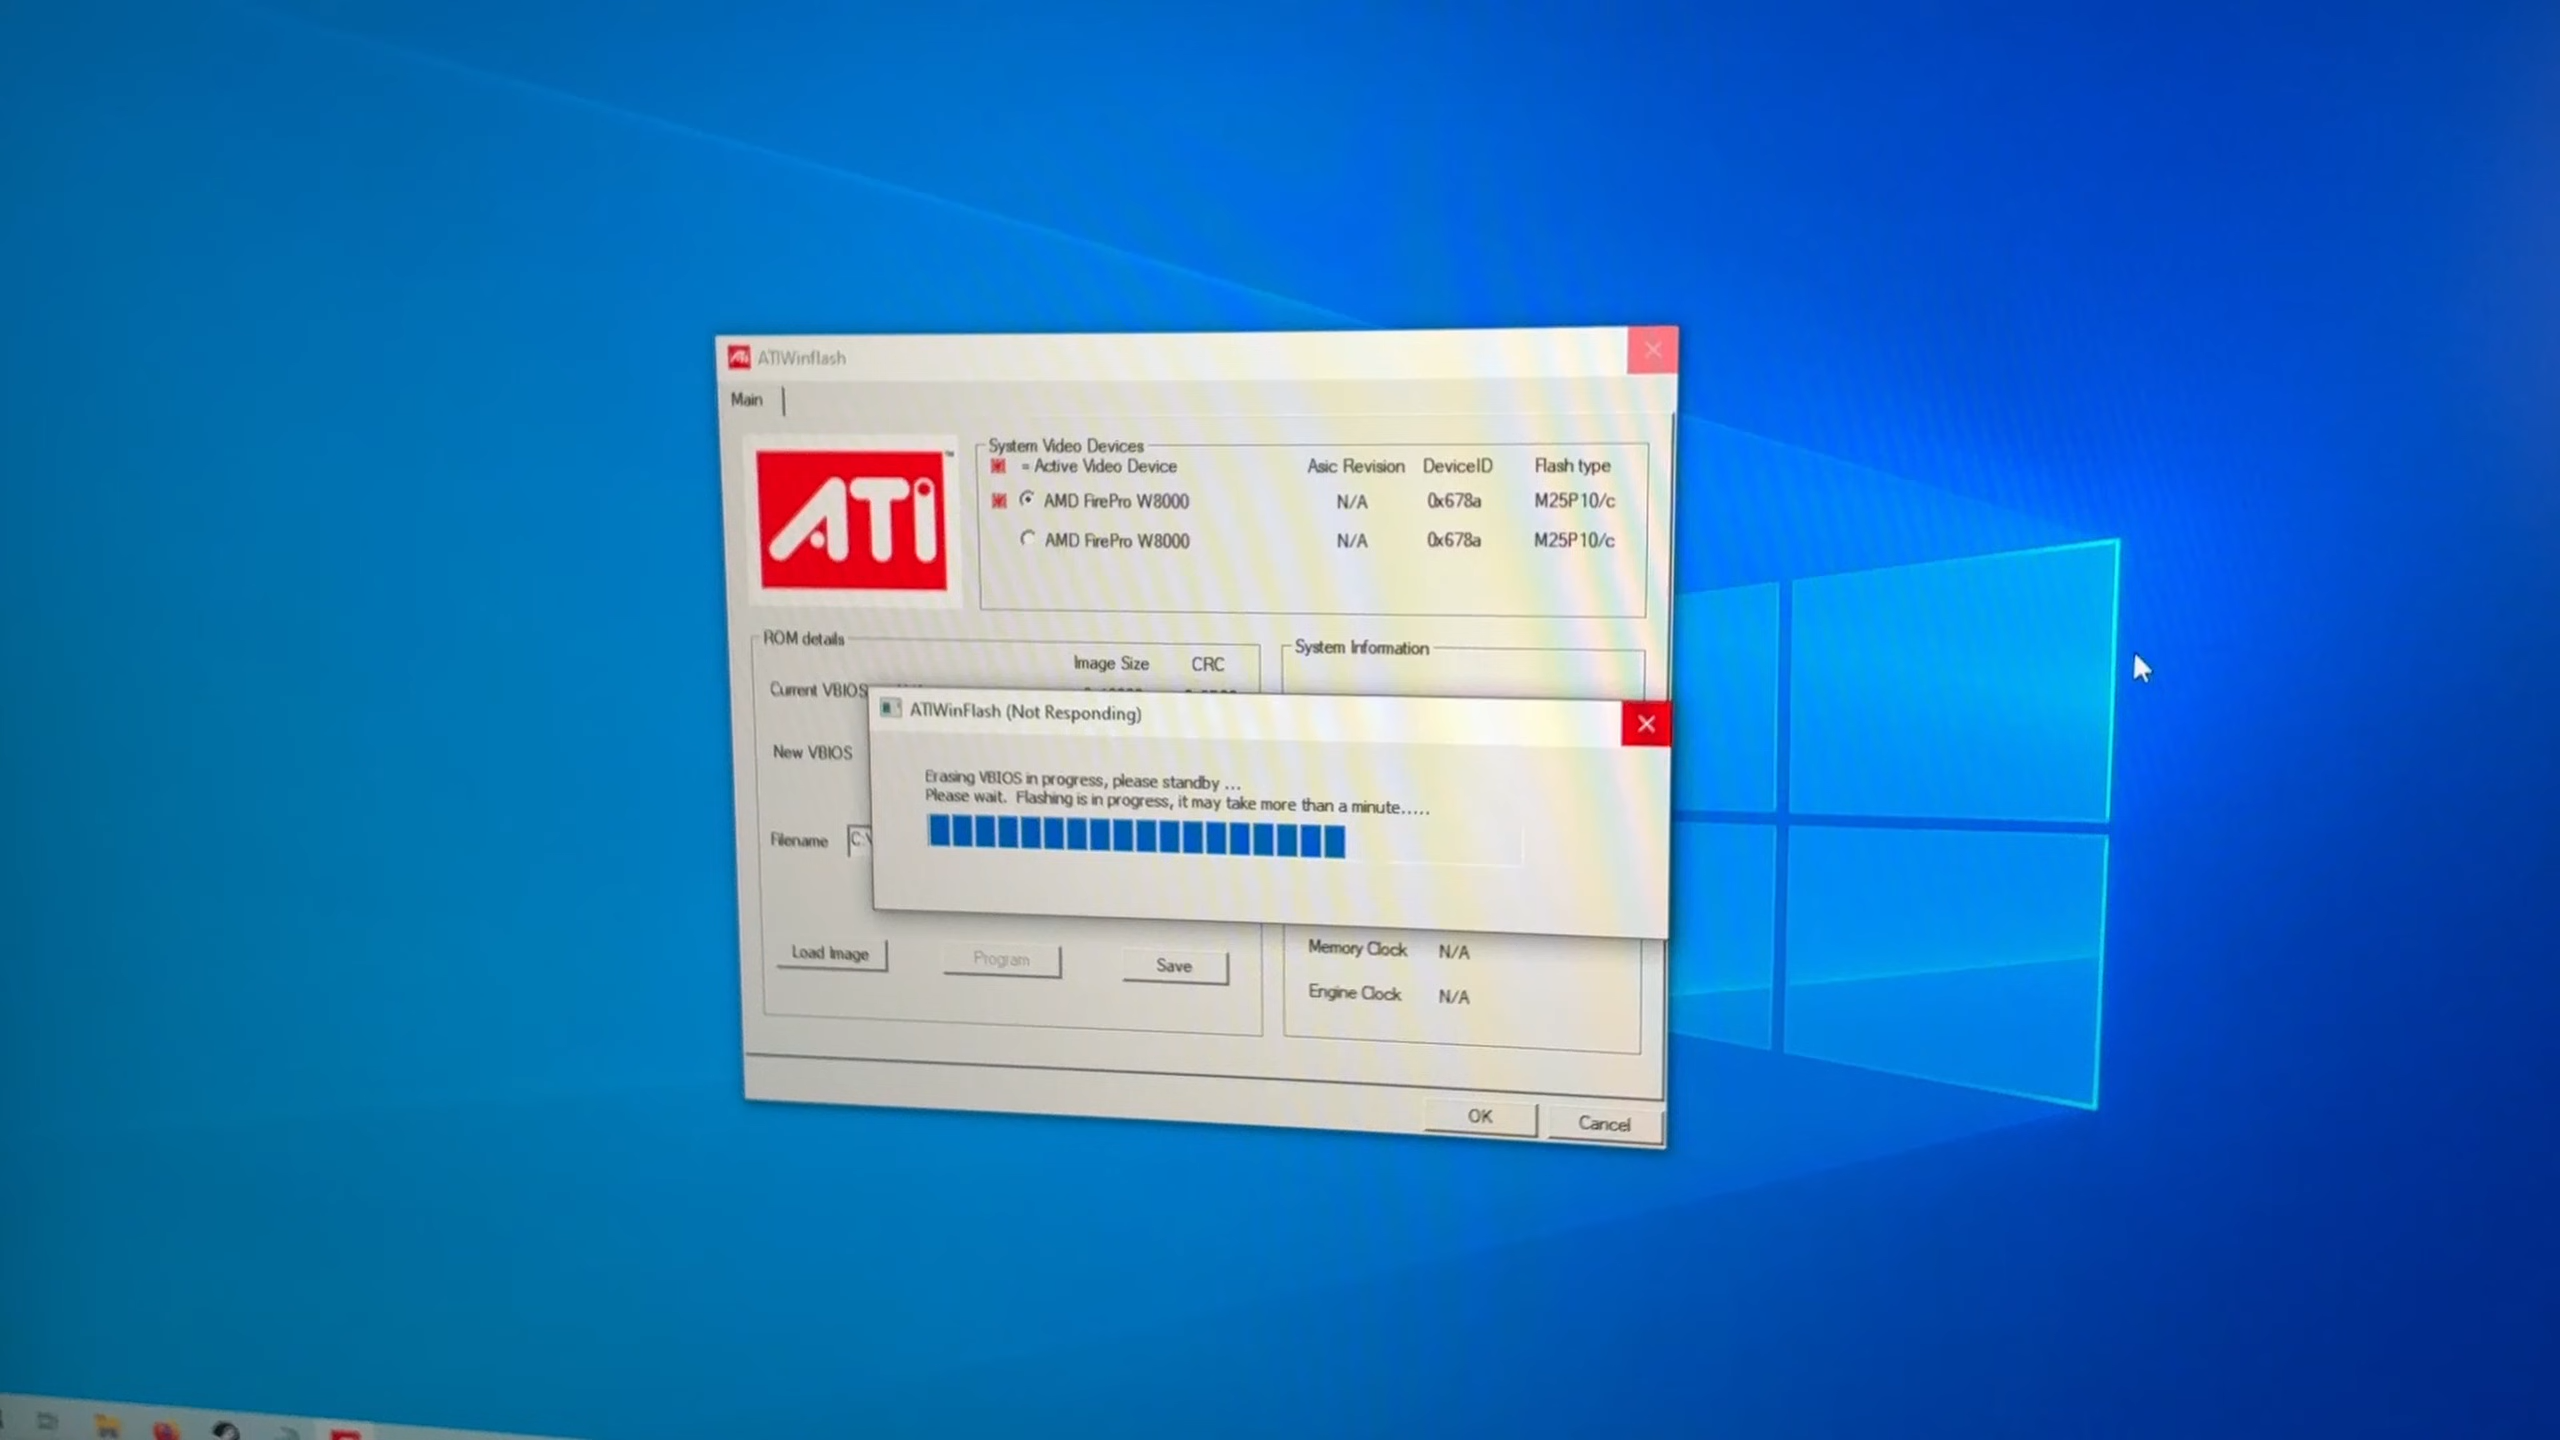 ATIWinflash
Main
ATI™
System Video Devices
= Active Video Device Asic Revision DeviceID Flash type
AMD FirePro W8000 N/A 0x678a M25P10/c
AMD FirePro W8000 N/A 0x678a M25P10/c
ROM details
Image Size CRC
Current VBIOS
System Information
ATIWinFlash (Not Responding)
Erasing VBIOS in progress, please standby ...
Please wait. Flashing is in progress, it may take more than a minute.....
New VBIOS
Filename C:\
Load Image Program Save
Memory Clock N/A
Engine Clock N/A
OK Cancel